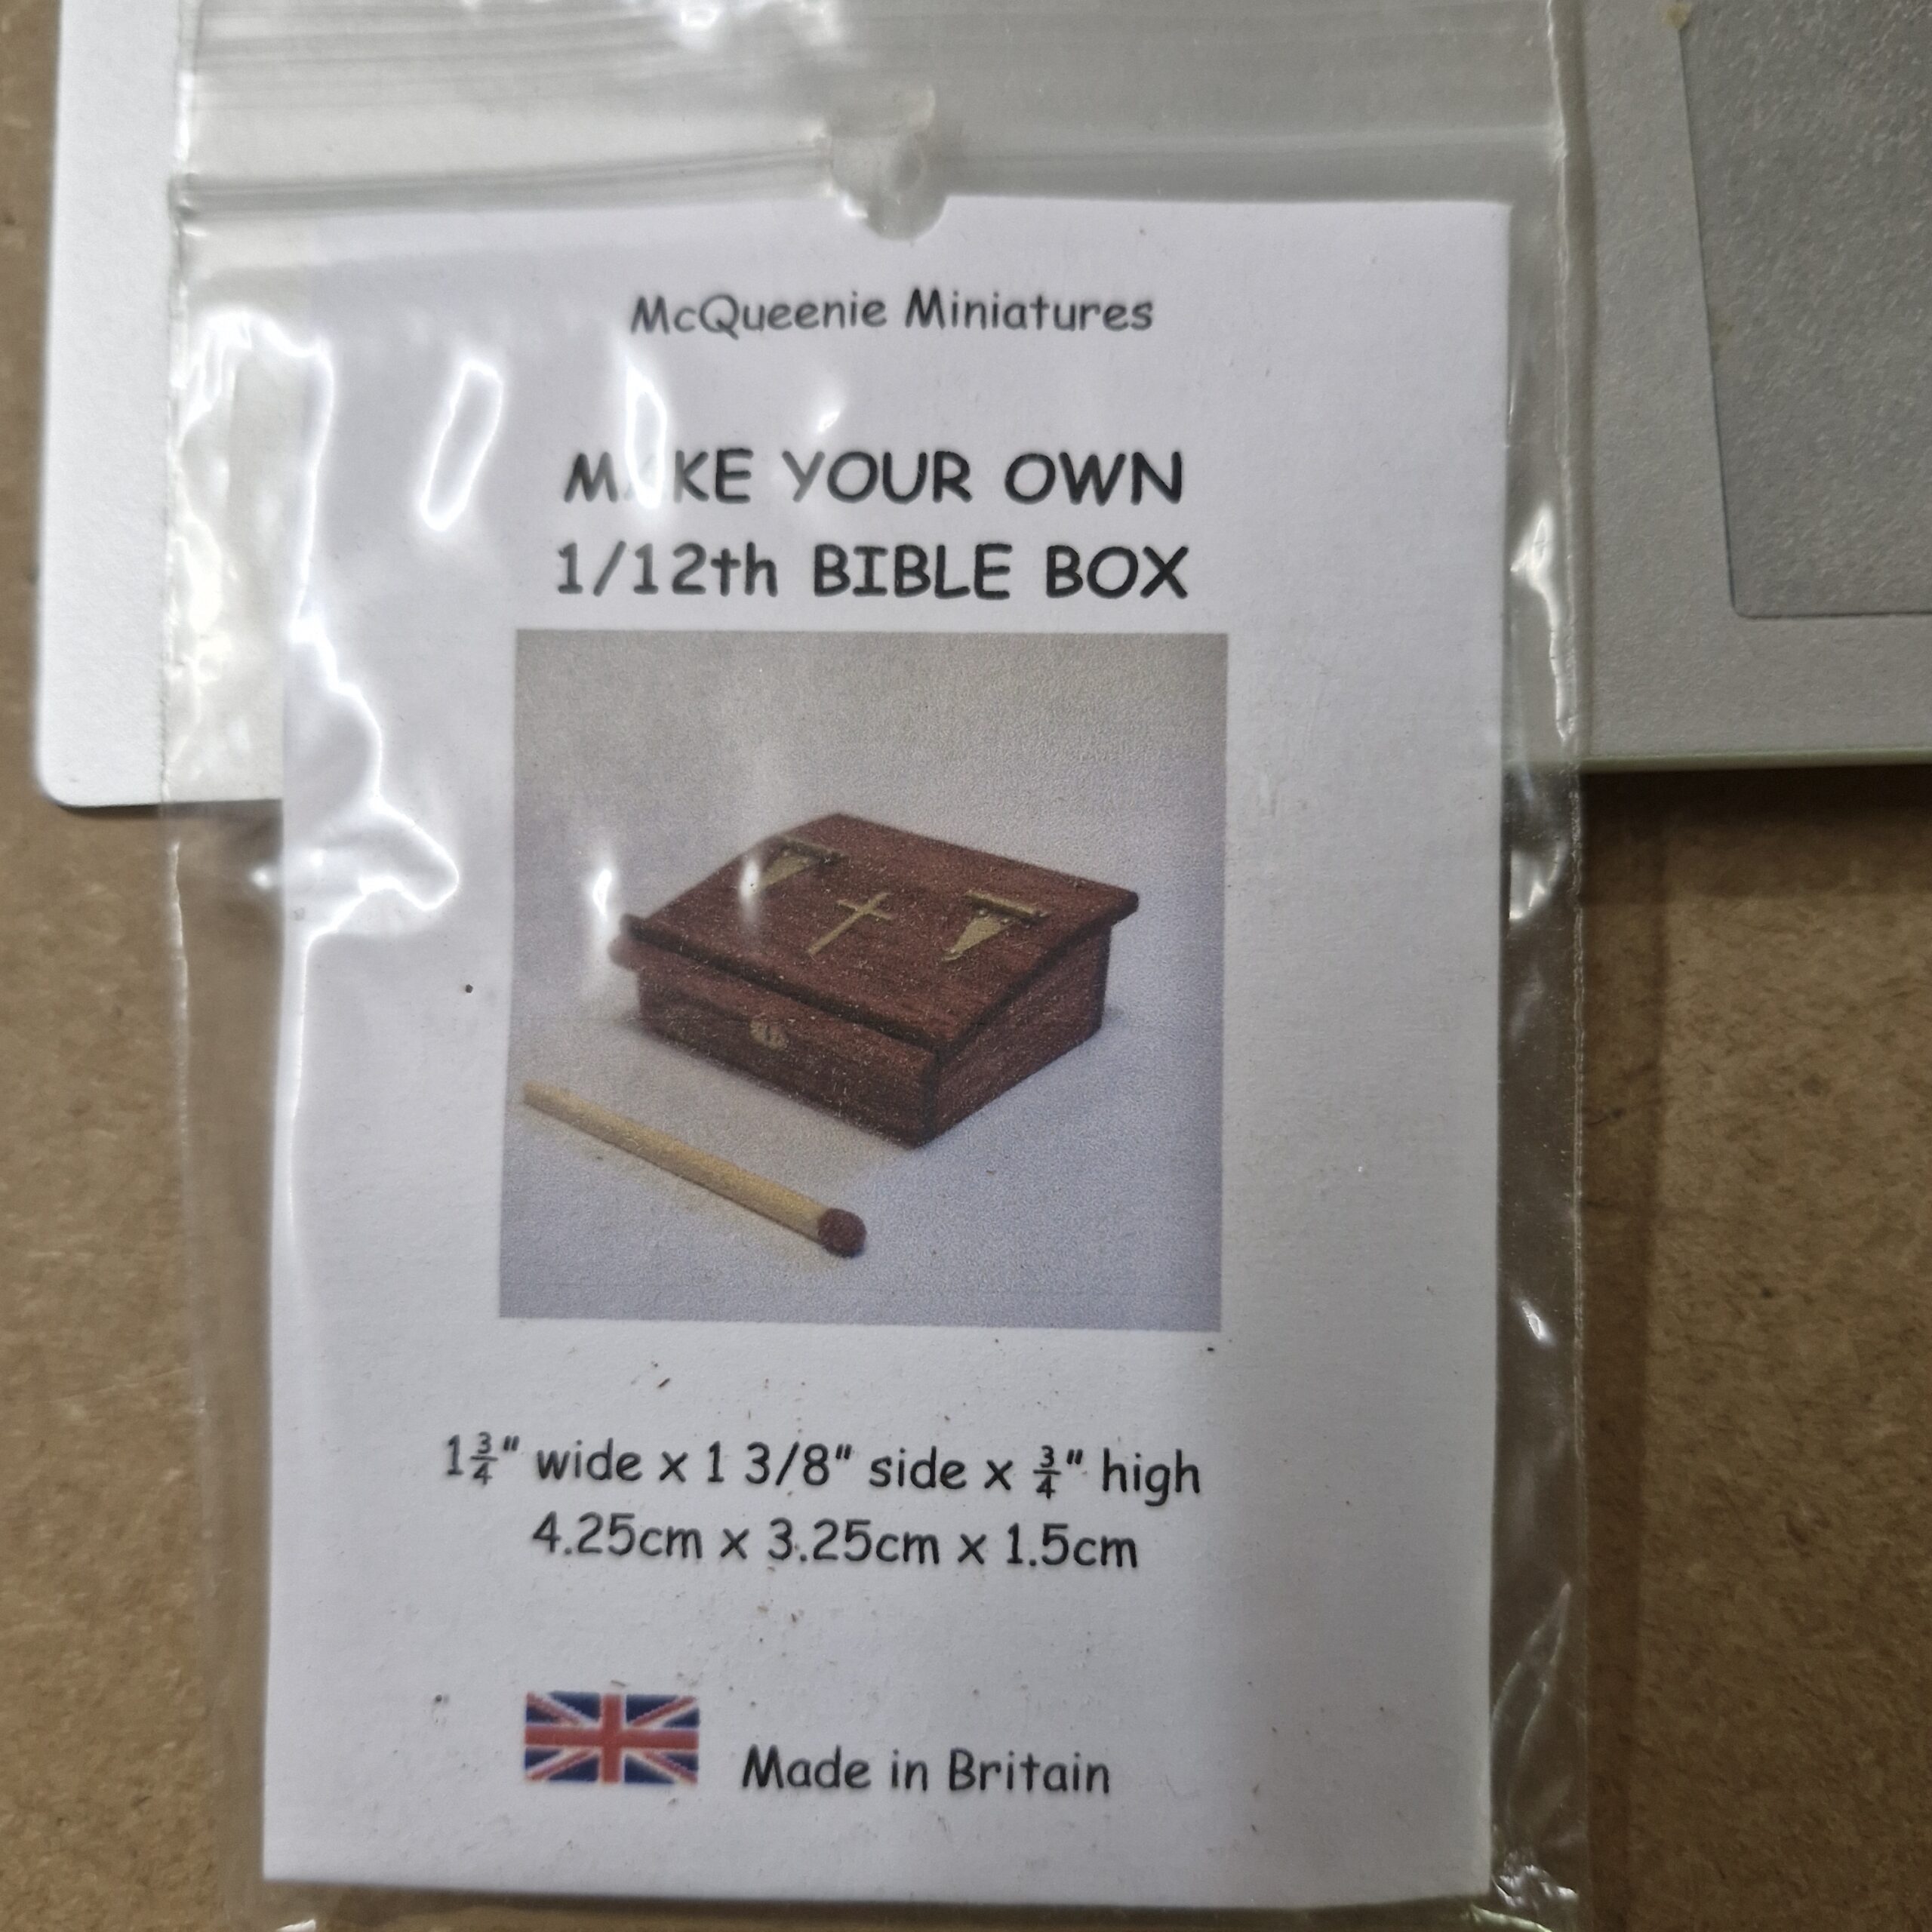 McQueenie Miniatures
MAKE YOUR OWN
1/12th BIBLE BOX
1¾" wide x 1 3/8" side x ¾" high
4.25cm x 3.25cm x 1.5cm
Made in Britain